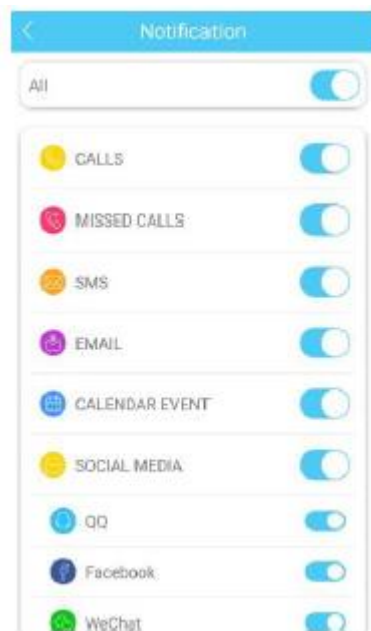 Notification
All
CALLS
MISSED CALLS
SMS
EMAIL
CALENDAR EVENT
SOCIAL MEDIA
QQ
Facebook
WeChat